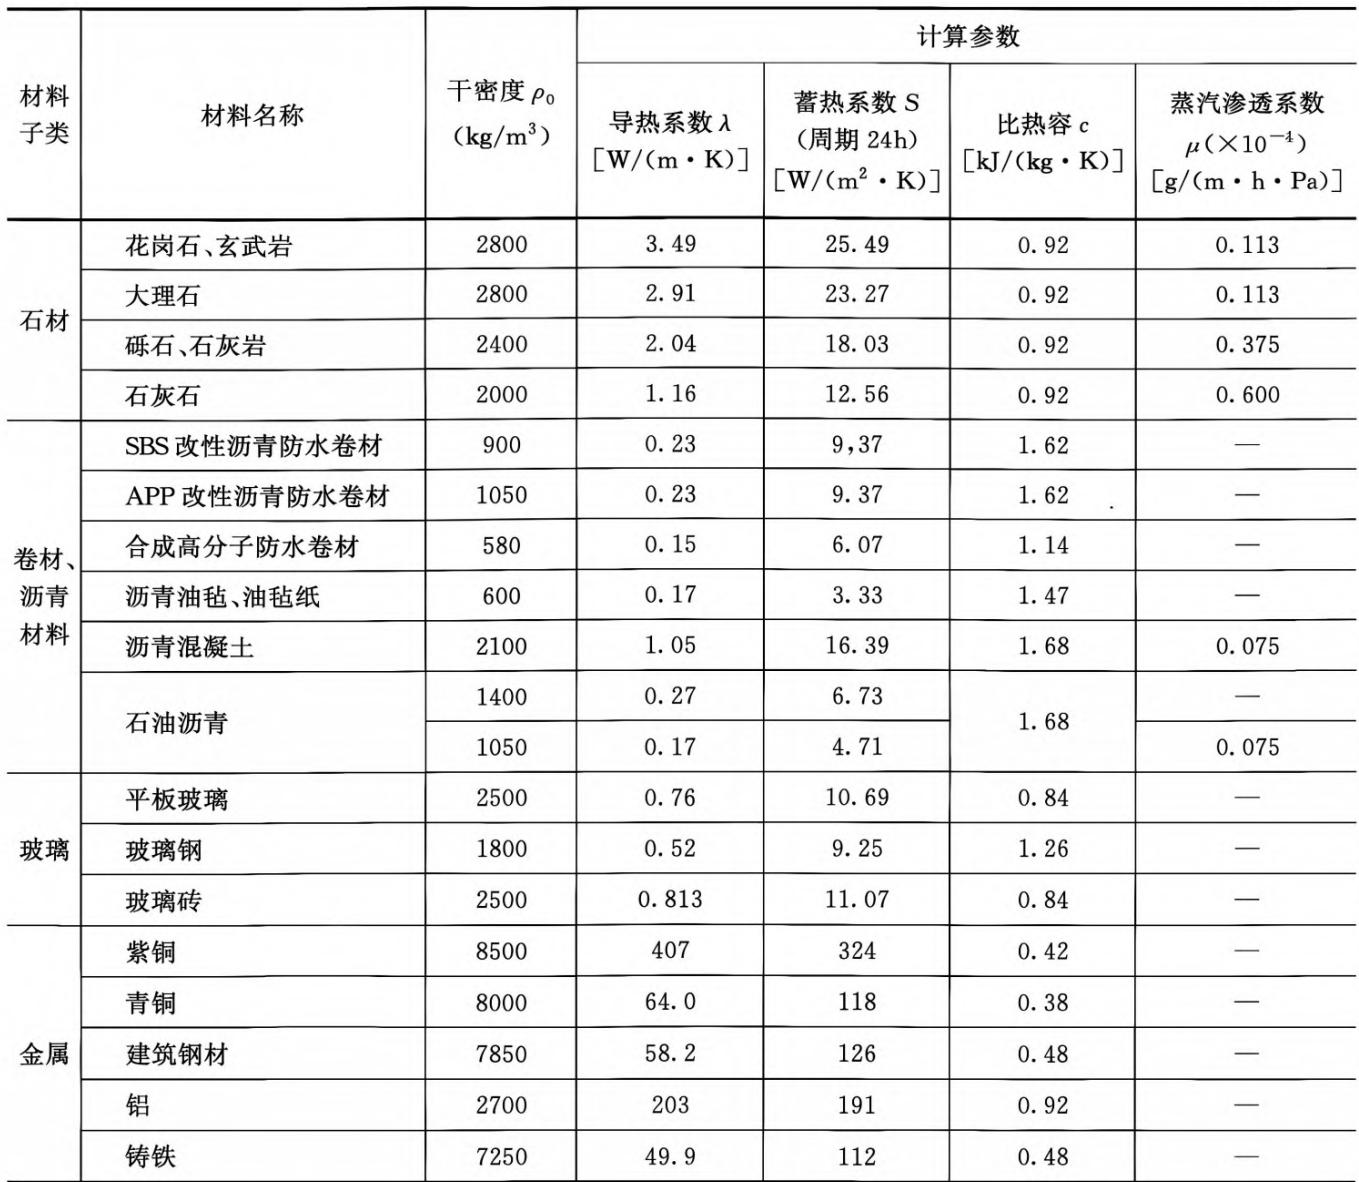 材料子类 材料名称 干密度 ρ₀ (kg/m³) 计算参数
导热系数 λ [W/(m・K)] 蓄热系数 S (周期 24h) [W/(m²・K)] 比热容 c [kJ/(kg・K)] 蒸汽渗透系数 μ(×10⁻⁴) [g/(m・h・Pa)]
石材 花岗石、玄武岩 2800 3.49 25.49 0.92 0.113
大理石 2800 2.91 23.27 0.92 0.113
砾石、石灰岩 2400 2.04 18.03 0.92 0.375
石灰石 2000 1.16 12.56 0.92 0.600
卷材、沥青材料 SBS 改性沥青防水卷材 900 0.23 9,37 1.62 —
APP 改性沥青防水卷材 1050 0.23 9.37 1.62 —
合成高分子防水卷材 580 0.15 6.07 1.14 —
沥青油毡、油毡纸 600 0.17 3.33 1.47 —
沥青混凝土 2100 1.05 16.39 1.68 0.075
石油沥青 1400 0.27 6.73 1.68 —
1050 0.17 4.71 0.075
玻璃 平板玻璃 2500 0.76 10.69 0.84 —
玻璃钢 1800 0.52 9.25 1.26 —
玻璃砖 2500 0.813 11.07 0.84 —
金属 紫铜 8500 407 324 0.42 —
青铜 8000 64.0 118 0.38 —
建筑钢材 7850 58.2 126 0.48 —
铝 2700 203 191 0.92 —
铸铁 7250 49.9 112 0.48 —